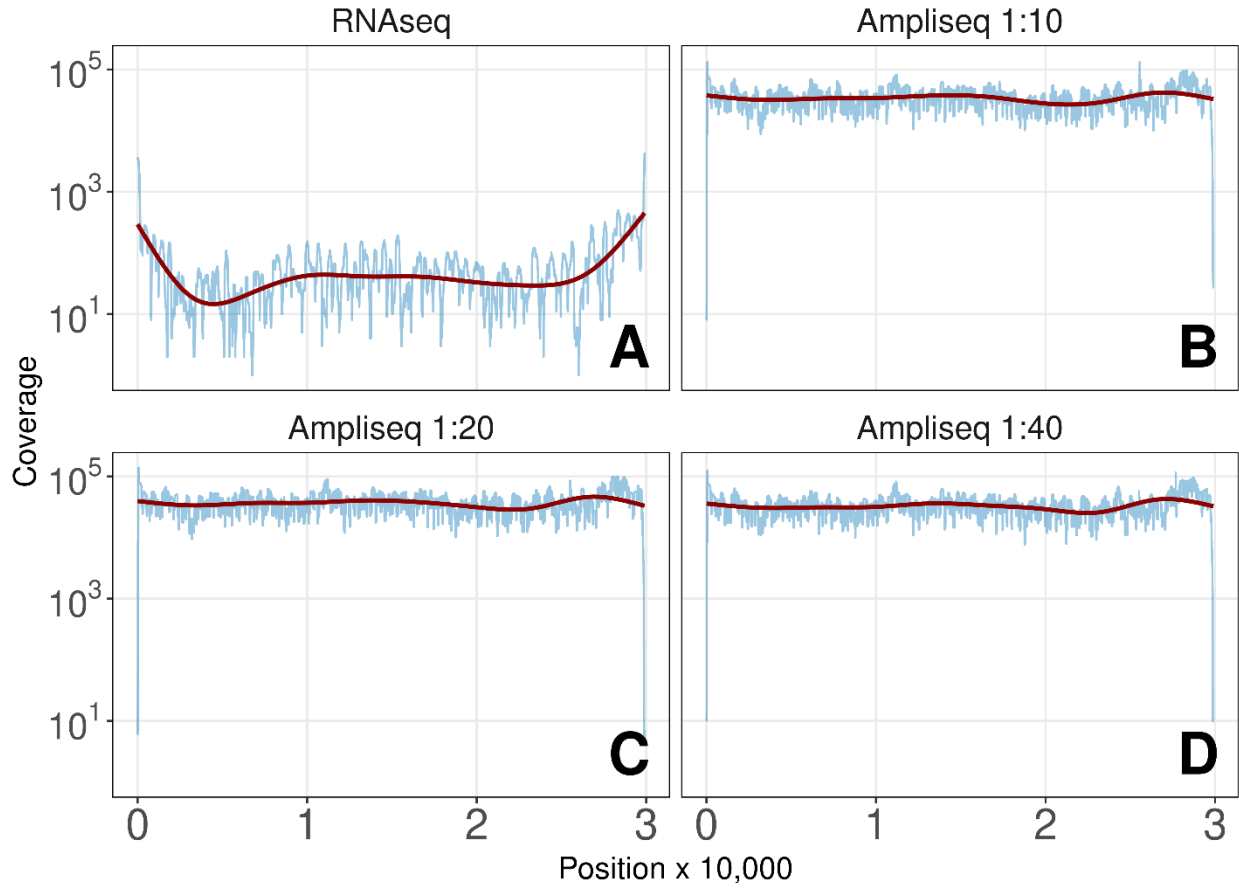 RNAseq
Ampliseq 1:10
10^5
10^3
10^1
A
B
Ampliseq 1:20
Ampliseq 1:40
Coverage
10^5
10^3
10^1
C
D
0 1 2 3 0 1 2 3
Position x 10,000